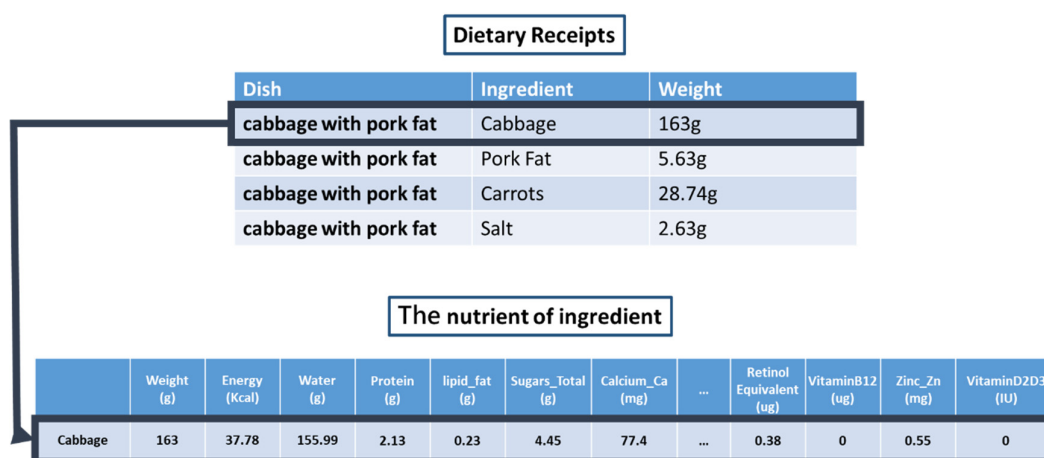 Dietary Receipts
Dish Ingredient Weight
cabbage with pork fat Cabbage 163g
cabbage with pork fat Pork Fat 5.63g
cabbage with pork fat Carrots 28.74g
cabbage with pork fat Salt 2.63g
The nutrient of ingredient
Weight (g) Energy (Kcal) Water (g) Protein (g) lipid_fat (g) Sugars_Total (g) Calcium_Ca (mg) ... Retinol Equivalent (ug) VitaminB12 (ug) Zinc_Zn (mg) VitaminD2D3 (IU)
Cabbage 163 37.78 155.99 2.13 0.23 4.45 77.4 ... 0.38 0 0.55 0